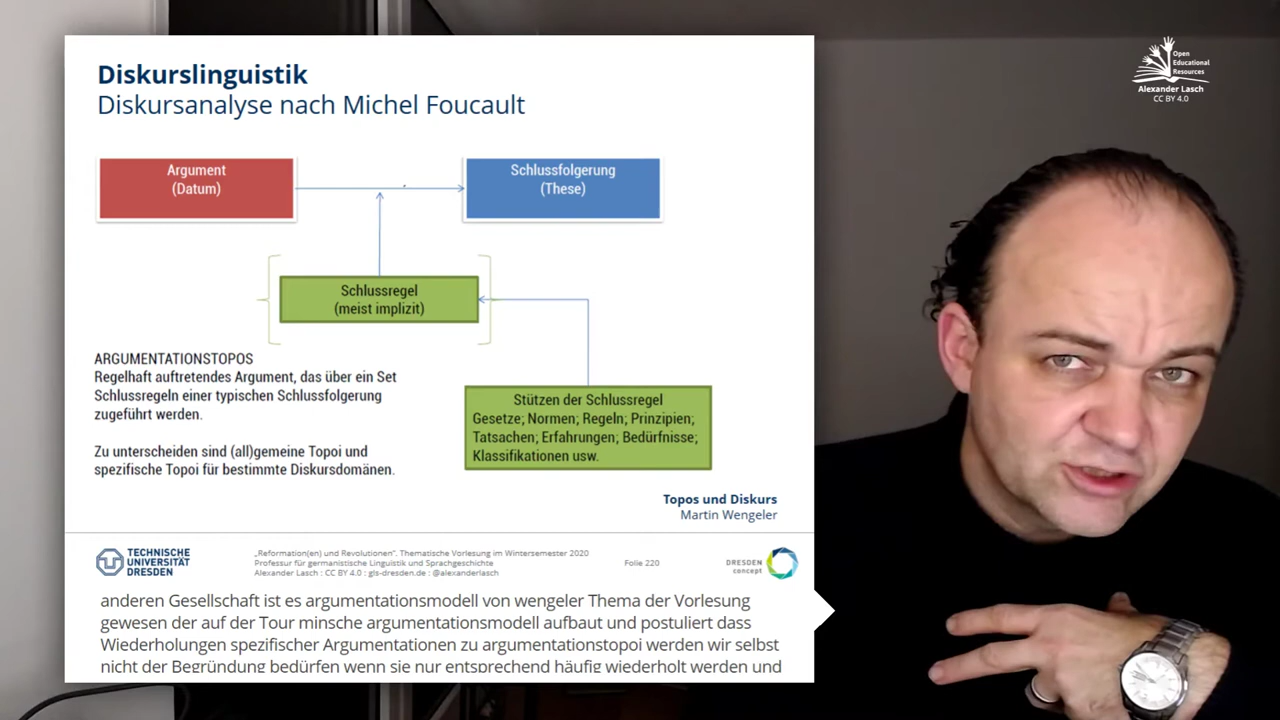 Diskurslinguistik
Diskursanalyse nach Michel Foucault
Argument
(Datum)
Schlussfolgerung
(These)
Schlussregel
(meist implizit)
ARGUMENTATIONSTOPOS
Regelhaft auftretendes Argument, das über ein Set
Schlussregeln einer typischen Schlussfolgerung
zugeführt werden.
Zu unterscheiden sind (all)gemeine Topoi und
spezifische Topoi für bestimmte Diskursdomänen.
Stützen der Schlussregel
Gesetze; Normen; Regeln; Prinzipien;
Tatsachen; Erfahrungen; Bedürfnisse;
Klassifikationen usw.
Topos und Diskurs
Martin Wengeler
TECHNISCHE
UNIVERSITÄT
DRESDEN
„Reformation(en) und Revolutionen“. Thematische Vorlesung im Wintersemester 2020
Professur für germanistische Linguistik und Sprachgeschichte
Alexander Lasch : CC BY 4.0 : gls-dresden.de : @alexanderlasch
Folie 220
DRESDEN
concept
anderen Gesellschaft ist es argumentationsmodell von wengeler Thema der Vorlesung
gewesen der auf der Tour minsche argumentationsmodell aufbaut und postuliert dass
Wiederholungen spezifischer Argumentationen zu argumentationstopoi werden wir selbst
nicht der Begründung bedürfen wenn sie nur entsprechend häufig wiederholt werden und
Open
Educational
Resources
Alexander Lasch
CC BY 4.0